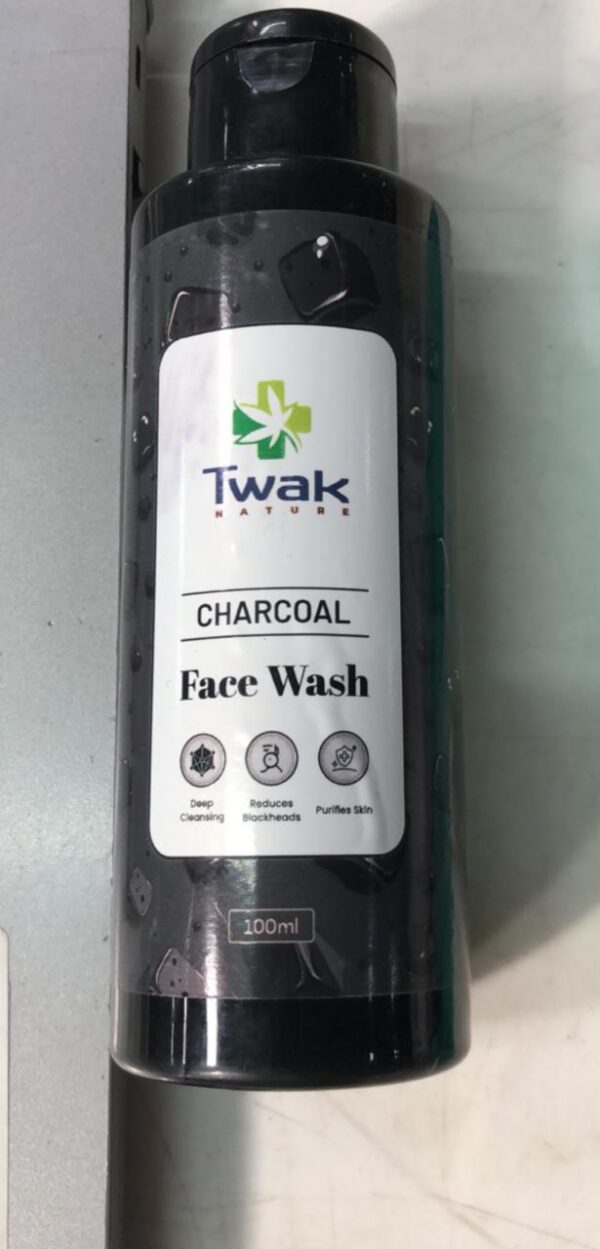 Twak
NATURE
CHARCOAL
Face Wash
Deep
Cleansing
Reduces
Blackheads
Purifies Skin
100ml